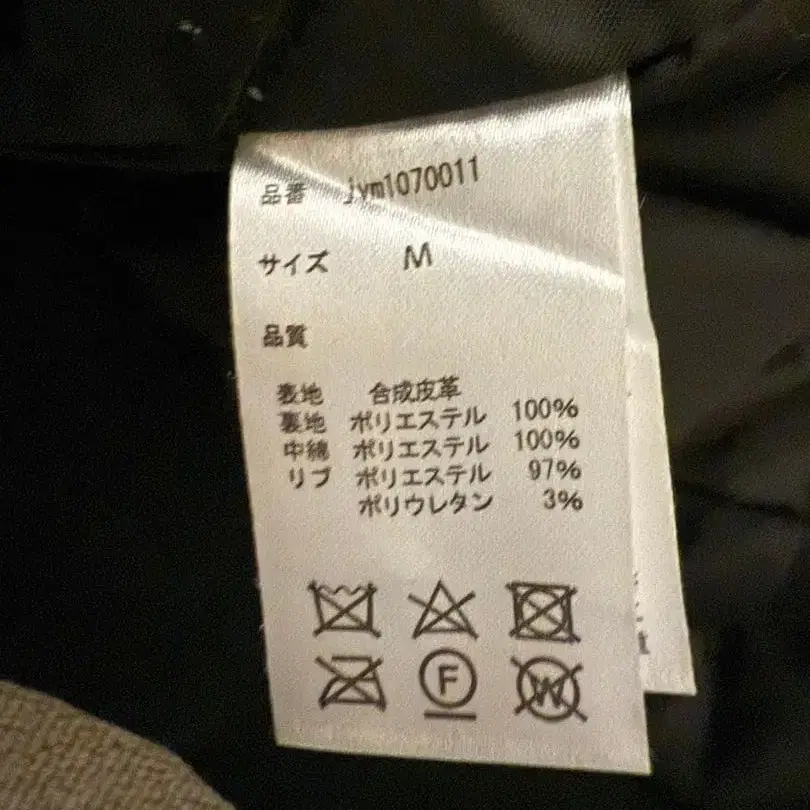 品番 jym1070011
サイズ M
品質
表地 合成皮革
裏地 ポリエステル 100%
中綿 ポリエステル 100%
リブ ポリエステル 97%
ポリウレタン 3%
F
W